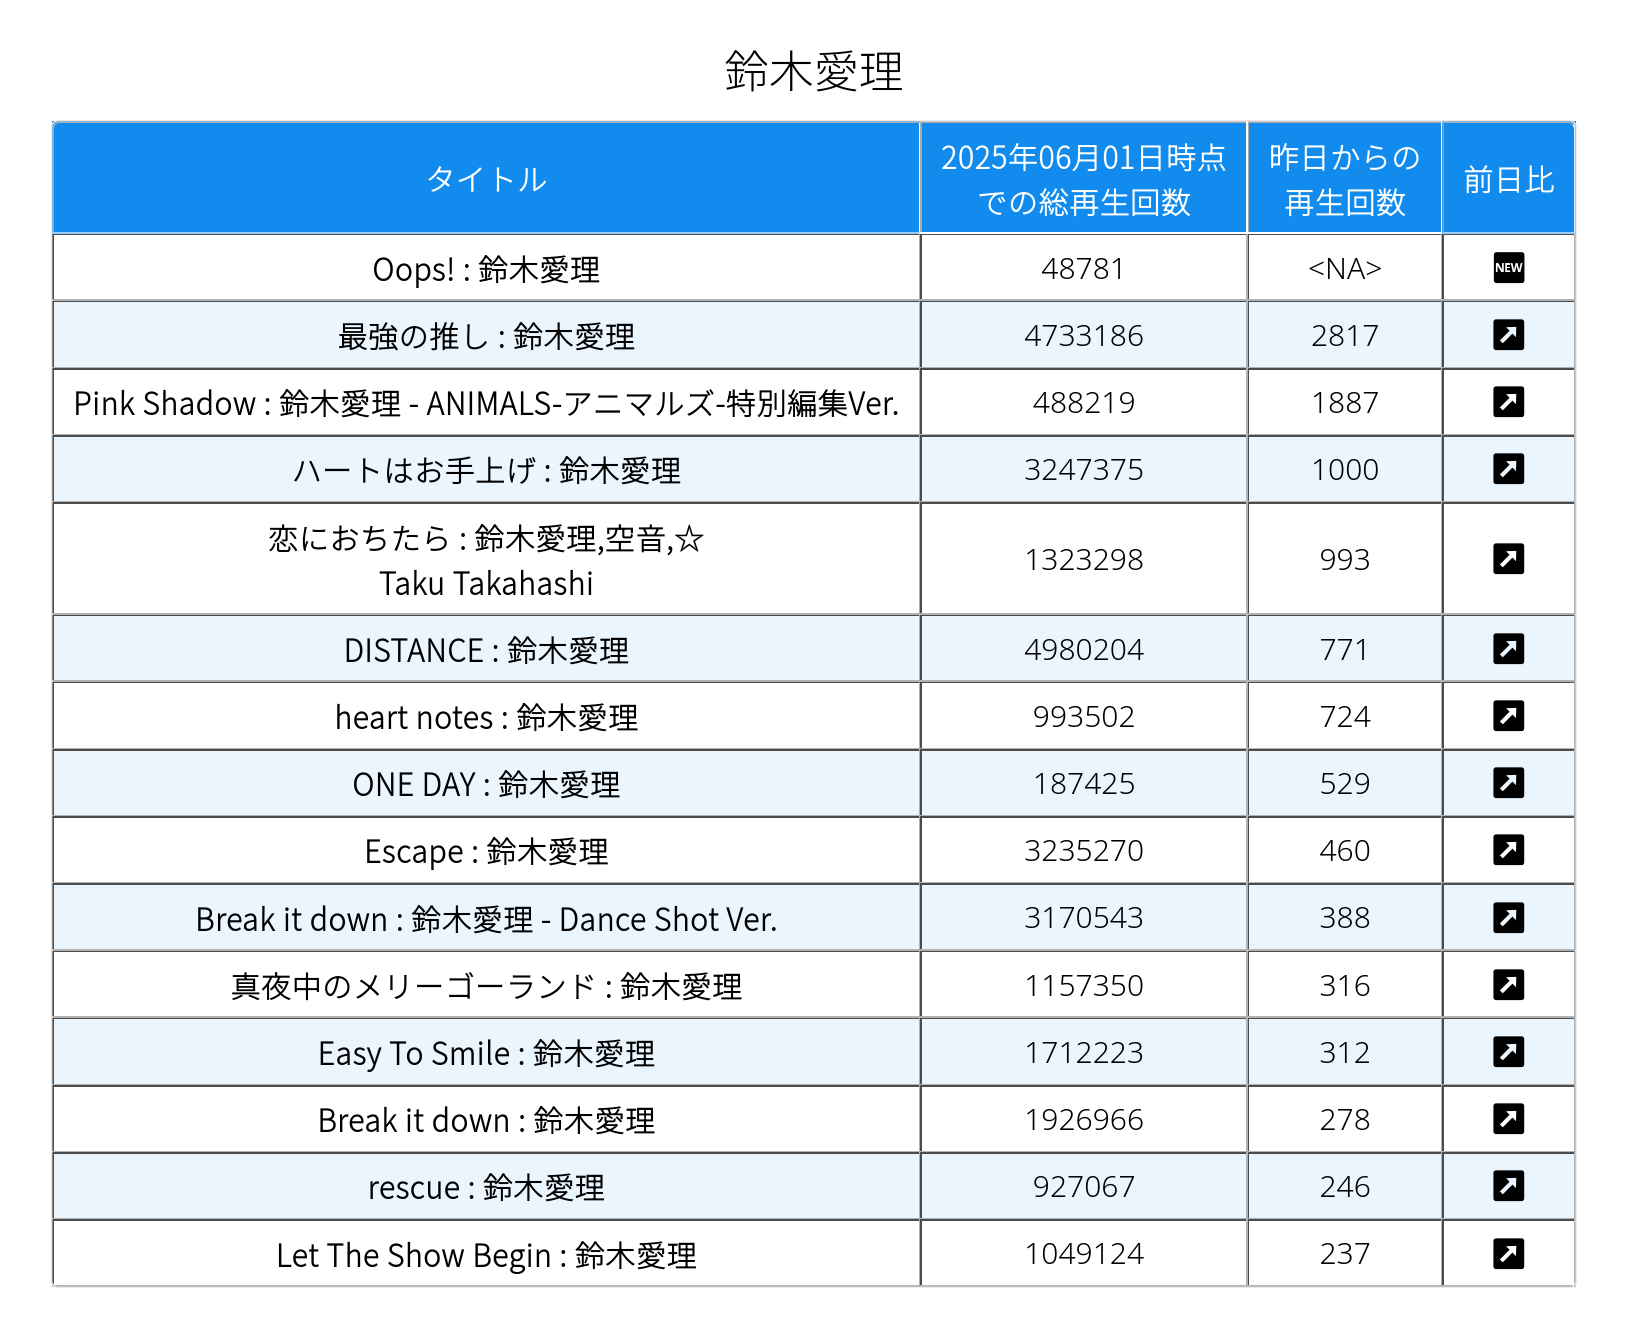 鈴木愛理
タイトル
2025年06月01日時点
での総再生回数
昨日からの
再生回数
前日比
Oops! : 鈴木愛理 48781 <NA> NEW
最強の推し : 鈴木愛理 4733186 2817
Pink Shadow : 鈴木愛理 - ANIMALS-アニマルズ-特別編集Ver. 488219 1887
ハートはお手上げ : 鈴木愛理 3247375 1000
恋におちたら : 鈴木愛理,空音,☆
Taku Takahashi
1323298 993
DISTANCE : 鈴木愛理 4980204 771
heart notes : 鈴木愛理 993502 724
ONE DAY : 鈴木愛理 187425 529
Escape : 鈴木愛理 3235270 460
Break it down : 鈴木愛理 - Dance Shot Ver. 3170543 388
真夜中のメリーゴーランド : 鈴木愛理 1157350 316
Easy To Smile : 鈴木愛理 1712223 312
Break it down : 鈴木愛理 1926966 278
rescue : 鈴木愛理 927067 246
Let The Show Begin : 鈴木愛理 1049124 237